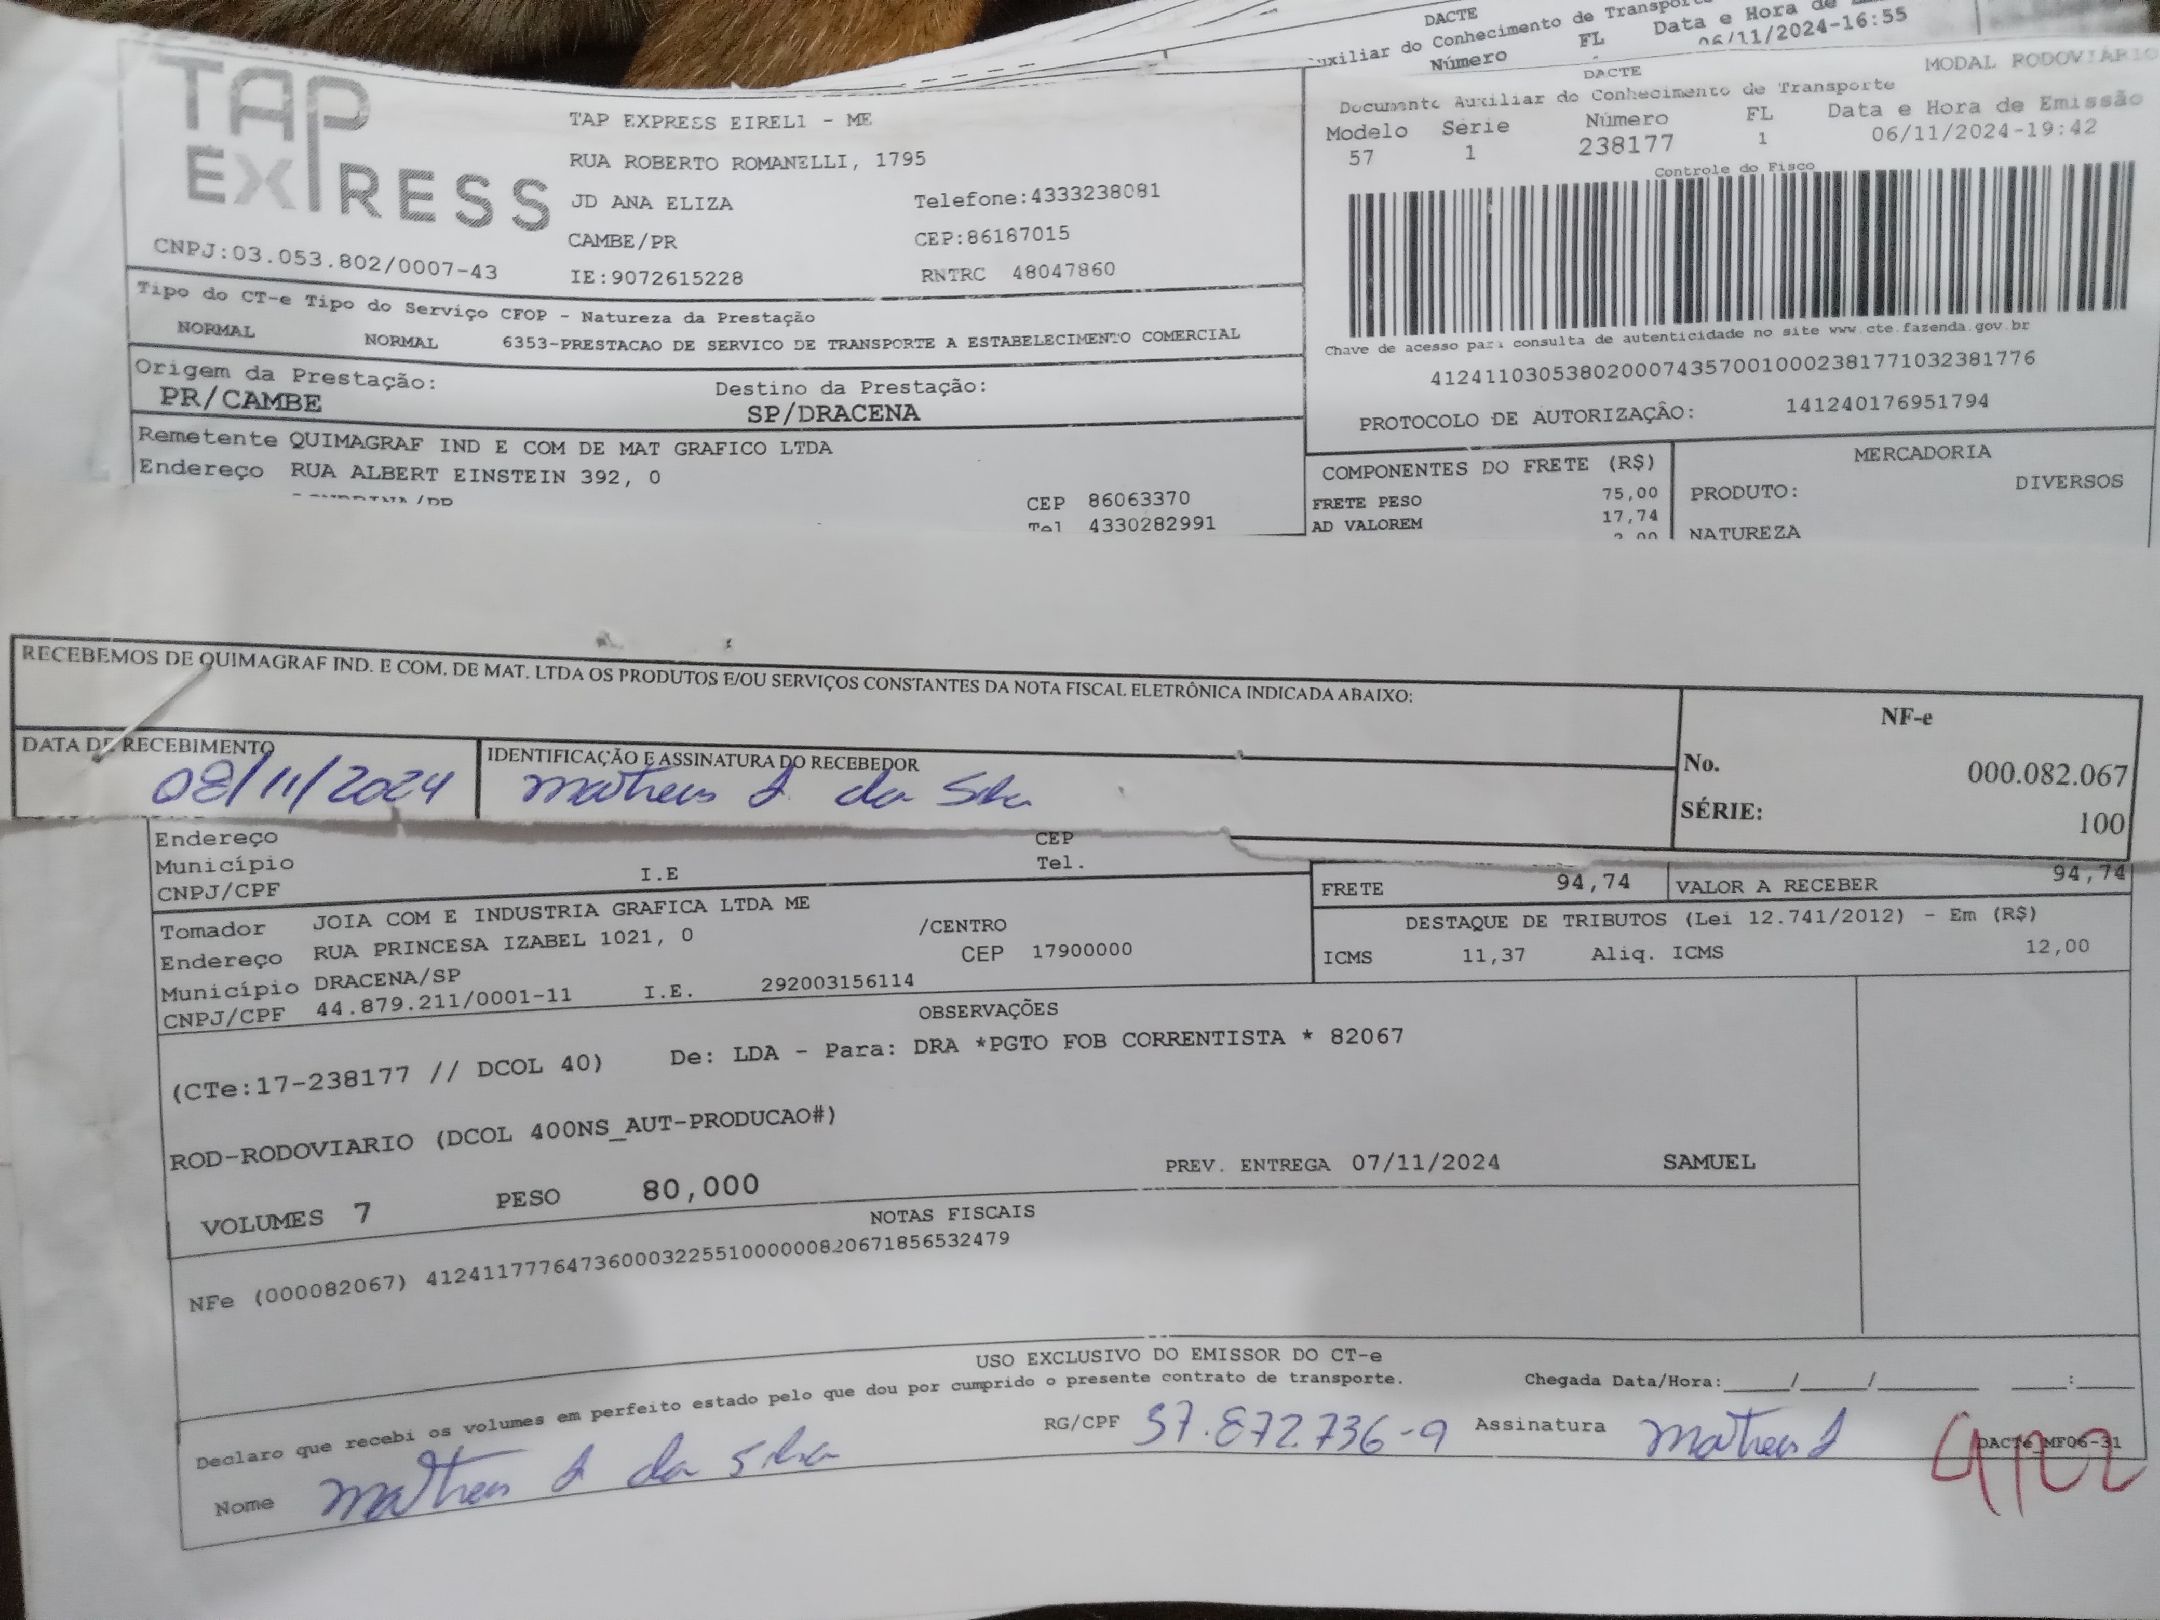 DACTE
Auxiliar do Conhecimento de Transporte
Número FL Data e Hora de
06/11/2024-16:55
TAP EXPRESS
CNPJ:03.053.802/0007-43
TAP EXPRESS EIRELI - ME
RUA ROBERTO ROMANELLI, 1795
JD ANA ELIZA Telefone:4333238081
CAMBE/PR CEP:86187015
IE:9072615228 RNTRC 48047860
DACTE MODAL RODOVIÁRIO
Documento Auxiliar do Conhecimento de Transporte
Modelo Série Número FL Data e Hora de Emissão
57 1 238177 1 06/11/2024-19:42
Controle do Fisco
Chave de acesso para consulta de autenticidade no site www.cte.fazenda.gov.br
41241103053802000743570010002381771032381776
PROTOCOLO DE AUTORIZAÇÃO: 141240176951794
Tipo do CT-e Tipo do Serviço CFOP - Natureza da Prestação
NORMAL NORMAL 6353-PRESTACAO DE SERVICO DE TRANSPORTE A ESTABELECIMENTO COMERCIAL
Origem da Prestação: Destino da Prestação:
PR/CAMBE SP/DRACENA
Remetente QUIMAGRAF IND E COM DE MAT GRAFICO LTDA
Endereço RUA ALBERT EINSTEIN 392, 0
CEP 86063370
Tel 4330282991
COMPONENTES DO FRETE (R$) MERCADORIA
FRETE PESO 75,00 PRODUTO: DIVERSOS
AD VALOREM 17,74
NATUREZA
RECEBEMOS DE QUIMAGRAF IND. E COM. DE MAT. LTDA OS PRODUTOS E/OU SERVIÇOS CONSTANTES DA NOTA FISCAL ELETRÔNICA INDICADA ABAIXO:
DATA DE RECEBIMENTO IDENTIFICAÇÃO E ASSINATURA DO RECEBEDOR
08/11/2024 Matheus S da Silva
NF-e
No. 000.082.067
SÉRIE: 100
Endereço CEP
Município Tel.
CNPJ/CPF I.E
FRETE 94,74 VALOR A RECEBER 94,74
Tomador JOIA COM E INDUSTRIA GRAFICA LTDA ME
Endereço RUA PRINCESA IZABEL 1021, 0 /CENTRO
Município DRACENA/SP CEP 17900000
CNPJ/CPF 44.879.211/0001-11 I.E. 292003156114
DESTAQUE DE TRIBUTOS (Lei 12.741/2012) - Em (R$)
ICMS 11,37 Aliq. ICMS 12,00
OBSERVAÇÕES
(CTe:17-238177 // DCOL 40) De: LDA - Para: DRA *PGTO FOB CORRENTISTA * 82067
ROD-RODOVIARIO (DCOL 400NS_AUT-PRODUCAO#)
VOLUMES 7 PESO 80,000 PREV. ENTREGA 07/11/2024 SAMUEL
NOTAS FISCAIS
NFe (000082067) 41241177764736000322551000000820671856532479
USO EXCLUSIVO DO EMISSOR DO CT-e
Declaro que recebi os volumes em perfeito estado pelo que dou por cumprido o presente contrato de transporte. Chegada Data/Hora:____/____/______ ___:____
Nome Matheus S da Silva RG/CPF 37.872.736-9 Assinatura Matheus S
DACTe_MF06-31